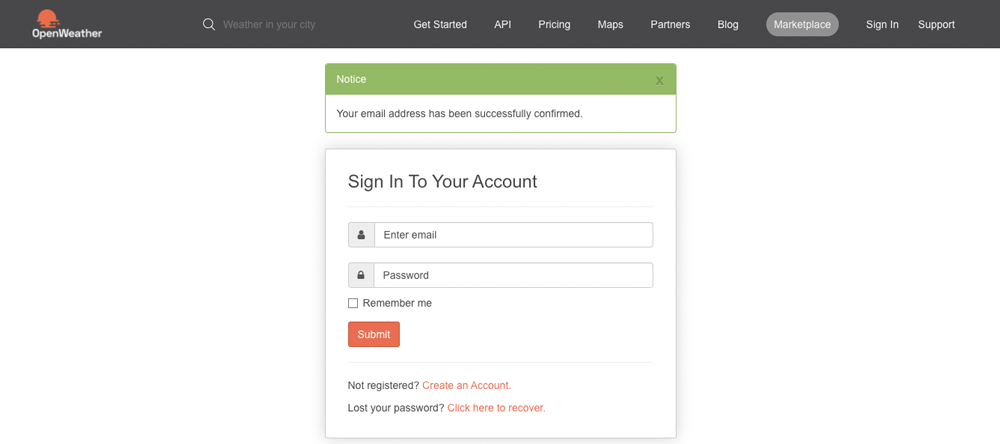 OpenWeather
Weather in your city
Get Started API Pricing Maps Partners Blog Marketplace Sign In Support
Notice x
Your email address has been successfully confirmed.
Sign In To Your Account
Enter email
Password
Remember me
Submit
Not registered? Create an Account.
Lost your password? Click here to recover.